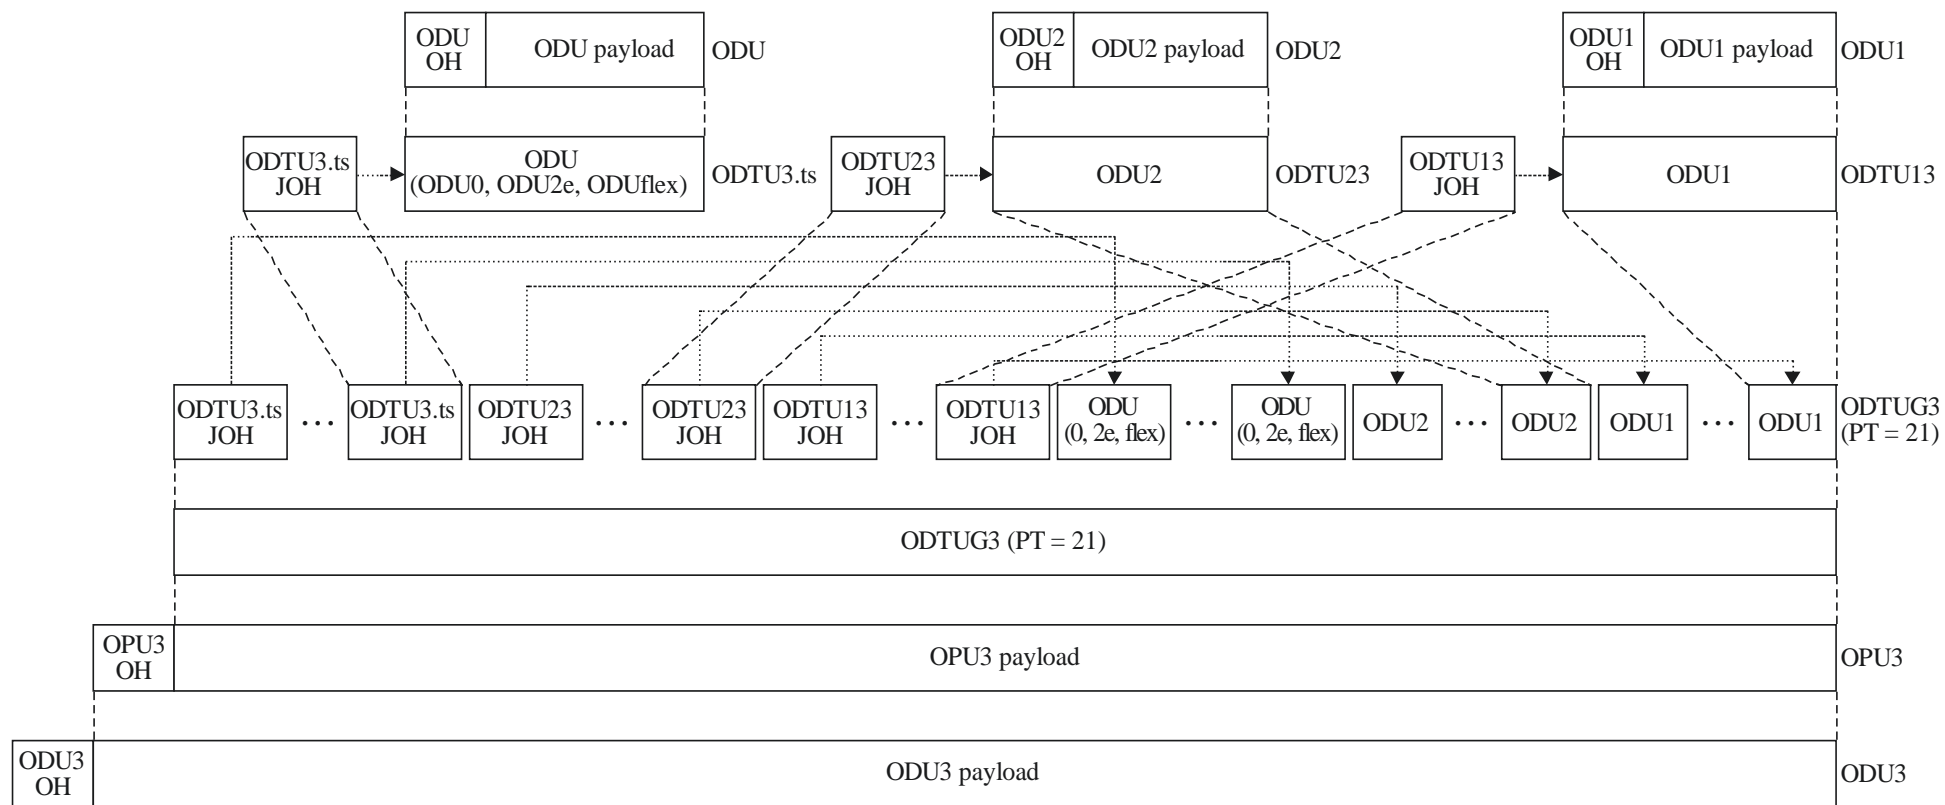 ODU
OH
ODU payload
ODU
ODU2
OH
ODU2 payload
ODU2
ODU1
OH
ODU1 payload
ODU1
ODTU3.ts
JOH
ODU
(ODU0, ODU2e, ODUflex)
ODTU3.ts
ODTU23
JOH
ODU2
ODTU23
ODTU13
JOH
ODU1
ODTU13
ODTU3.ts
JOH
...
ODTU3.ts
JOH
ODTU23
JOH
...
ODTU23
JOH
ODTU13
JOH
...
ODTU13
JOH
ODU
(0, 2e, flex)
...
ODU
(0, 2e, flex)
ODU2
...
ODU2
ODU1
...
ODU1
ODTUG3
(PT = 21)
ODTUG3 (PT = 21)
OPU3
OH
OPU3 payload
OPU3
ODU3
OH
ODU3 payload
ODU3